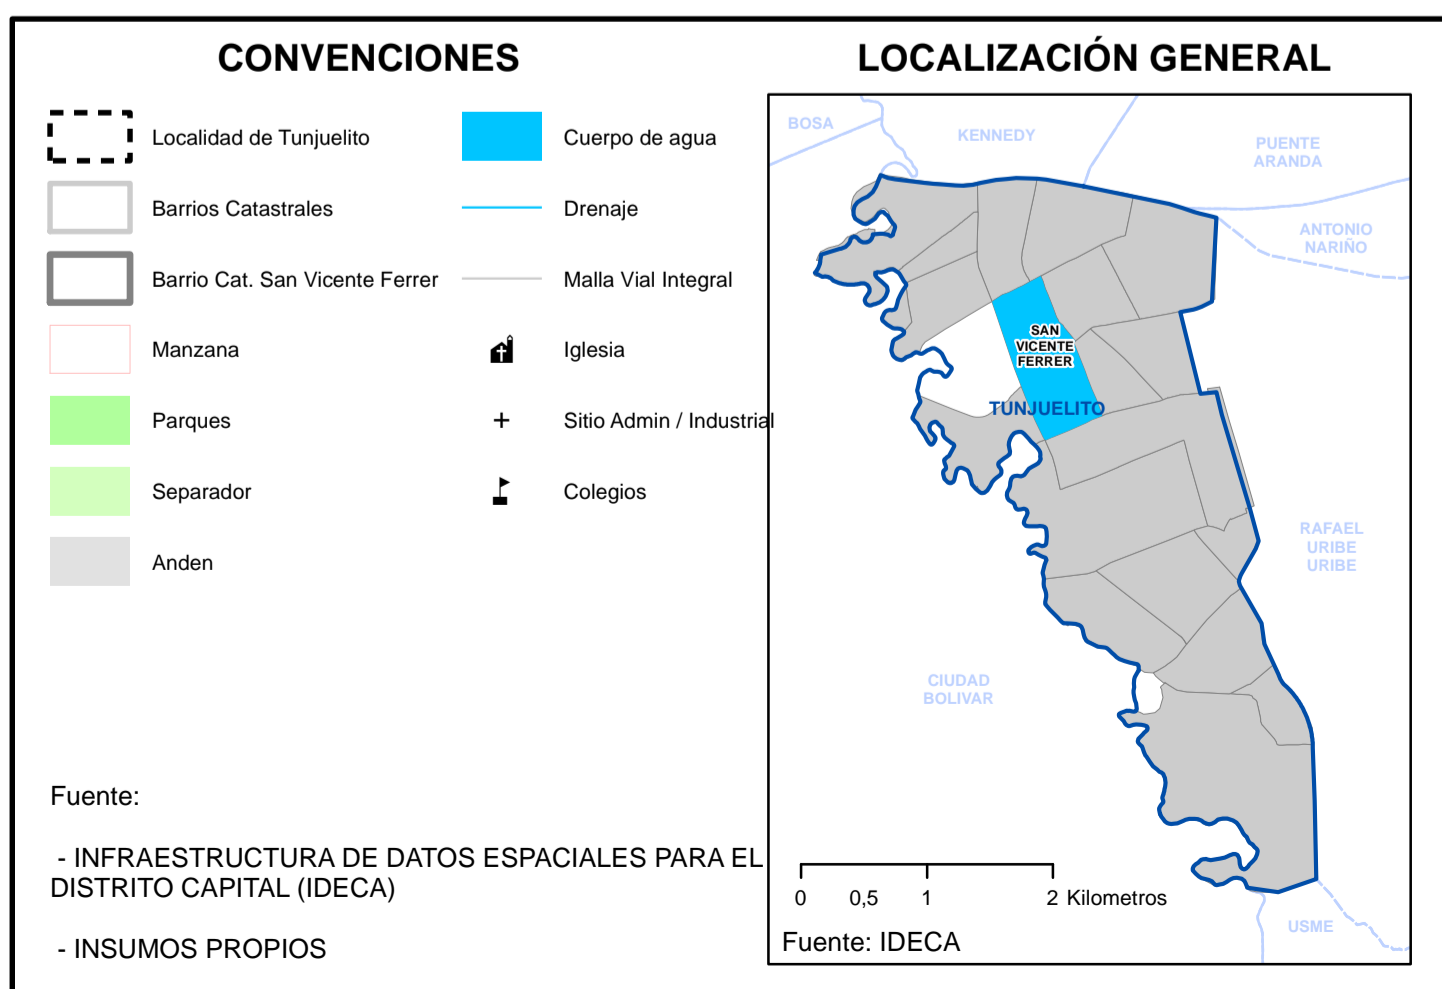 CONVENCIONES
Localidad de Tunjuelito
Barrios Catastrales
Barrio Cat. San Vicente Ferrer
Manzana
Parques
Separador
Anden
Cuerpo de agua
Drenaje
Malla Vial Integral
Iglesia
Sitio Admin / Industrial
Colegios
Fuente:
- INFRAESTRUCTURA DE DATOS ESPACIALES PARA EL
DISTRITO CAPITAL (IDECA)
- INSUMOS PROPIOS
LOCALIZACIÓN GENERAL
BOSA
KENNEDY
PUENTE
ARANDA
ANTONIO
NARIÑO
SAN
VICENTE
FERRER
TUNJUELITO
RAFAEL
URIBE
URIBE
CIUDAD
BOLIVAR
USME
0 0,5 1 2 Kilometros
Fuente: IDECA